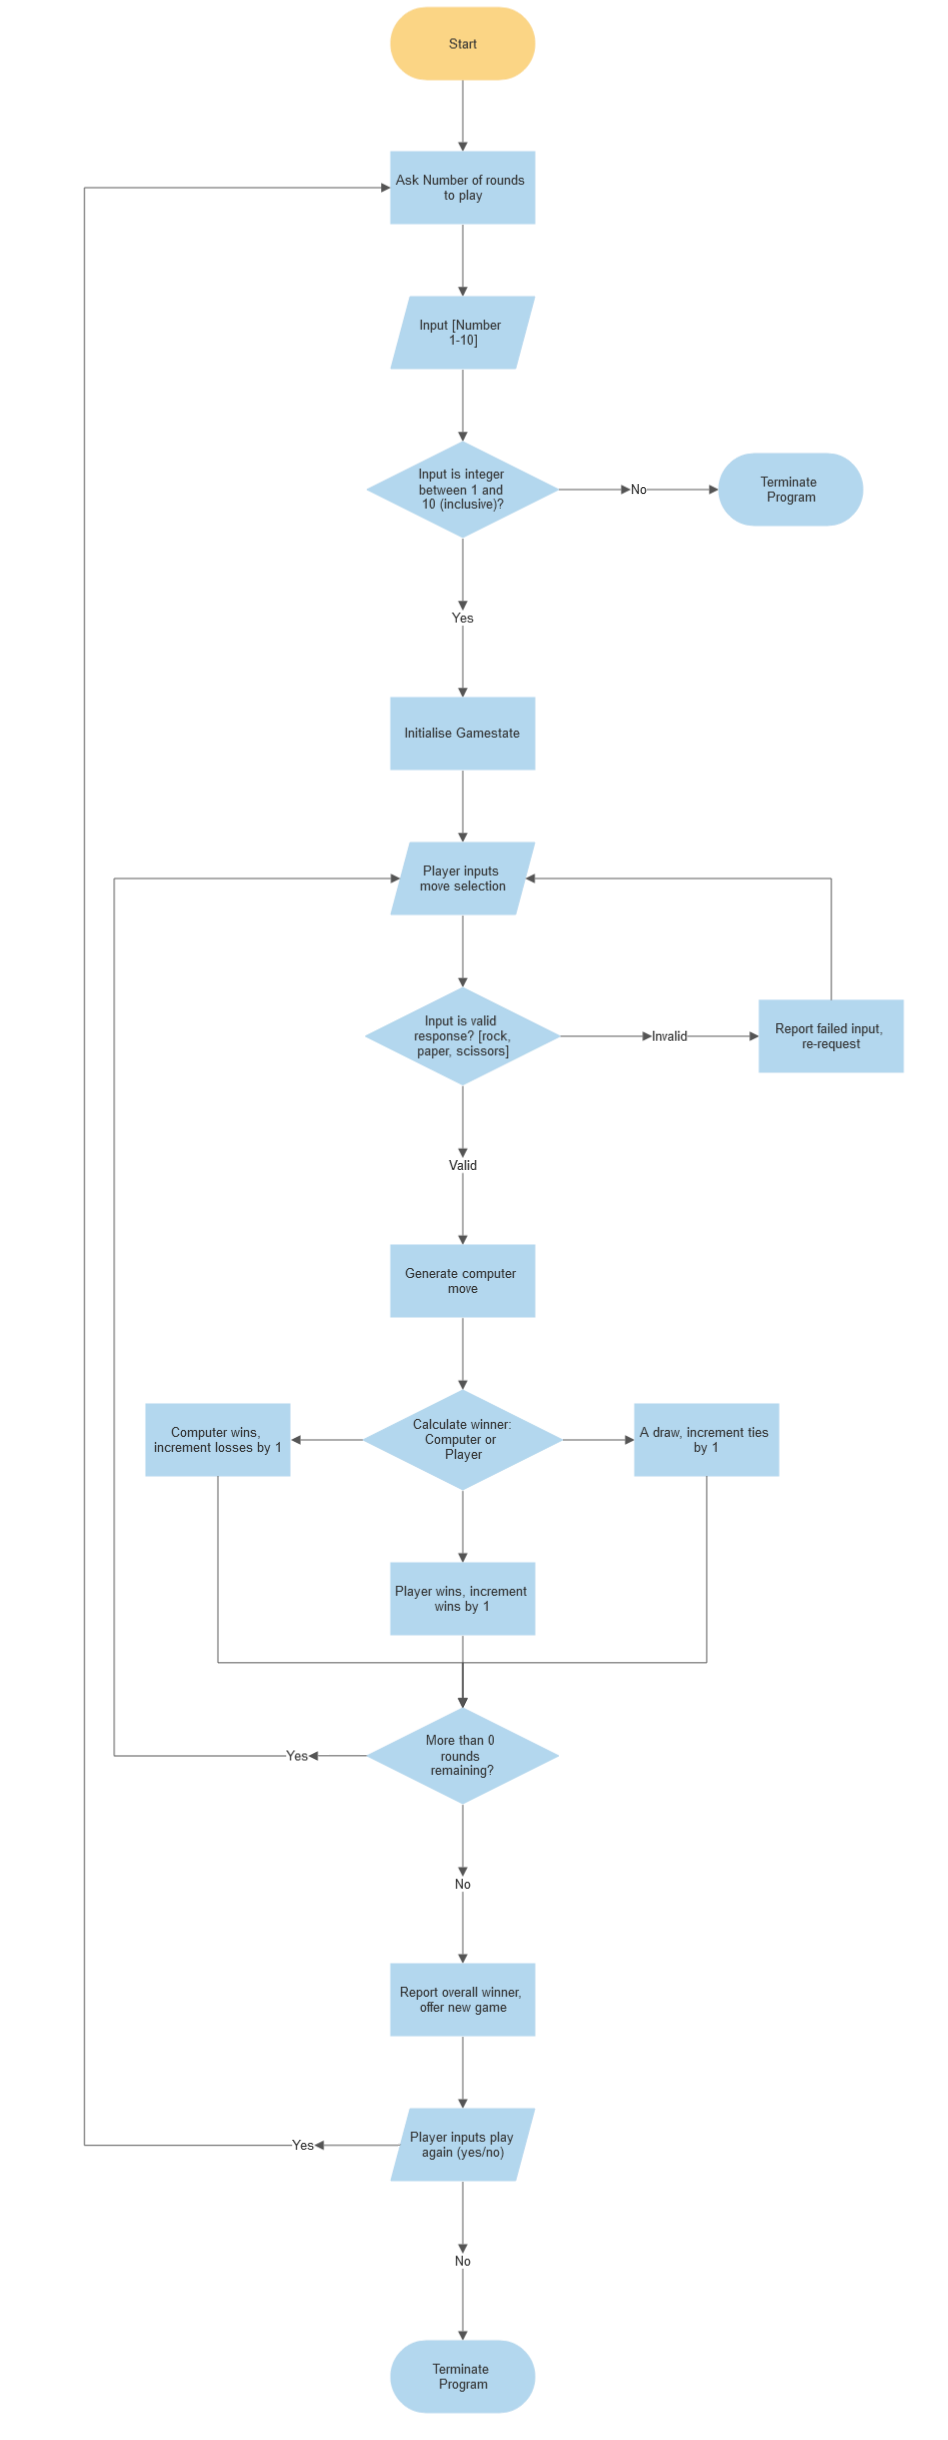 Start
Ask Number of rounds
to play
Input [Number
1-10]
Input is integer
between 1 and
10 (inclusive)?
No
Terminate
Program
Yes
Initialise Gamestate
Player inputs
move selection
Input is valid
response? [rock,
paper, scissors]
Invalid
Report failed input,
re-request
Valid
Generate computer
move
Computer wins,
increment losses by 1
Calculate winner:
Computer or
Player
A draw, increment ties
by 1
Player wins, increment
wins by 1
More than 0
rounds
remaining?
Yes
No
Report overall winner,
offer new game
Player inputs play
again (yes/no)
Yes
No
Terminate
Program